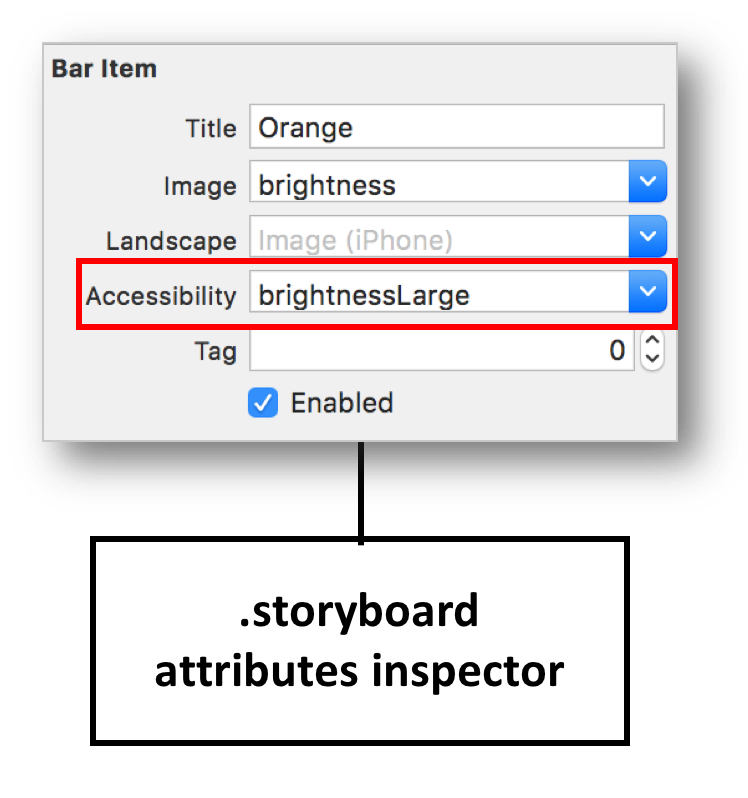 Bar Item
Title Orange
Image brightness
Landscape Image (iPhone)
Accessibility brightnessLarge
Tag 0
Enabled
.storyboard
attributes inspector